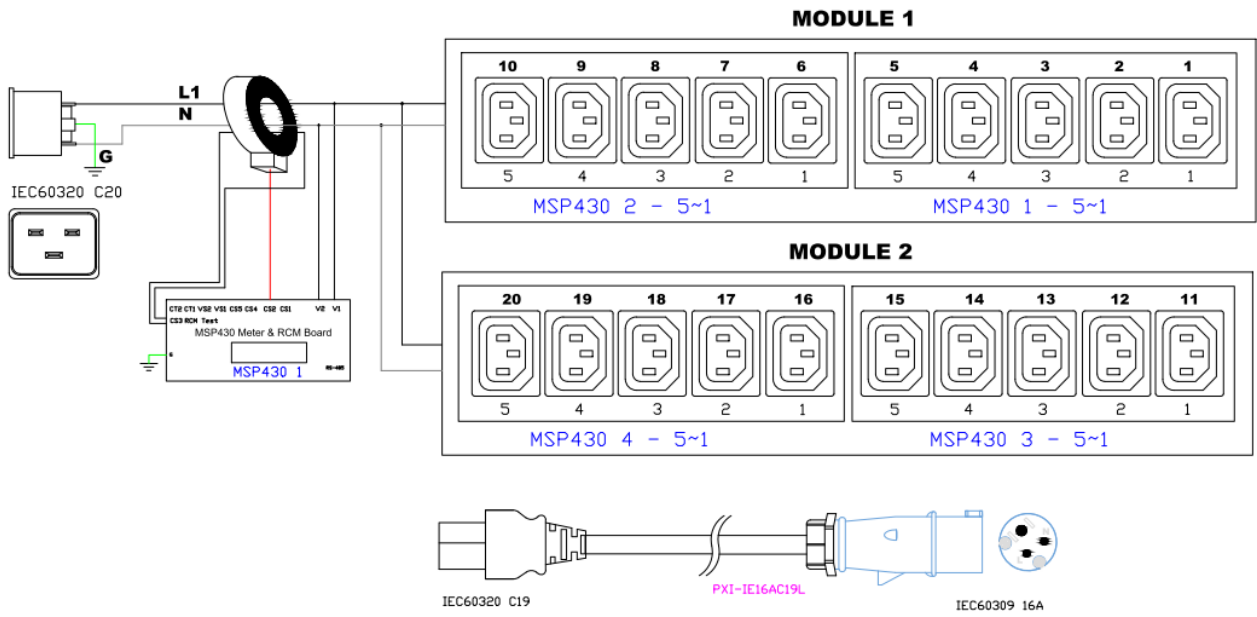 MODULE 1
10 9 8 7 6 5 4 3 2 1
5 4 3 2 1 5 4 3 2 1
MSP430 2 - 5~1 MSP430 1 - 5~1
L1
N
G
IEC60320 C20
MODULE 2
20 19 18 17 16 15 14 13 12 11
5 4 3 2 1 5 4 3 2 1
MSP430 4 - 5~1 MSP430 3 - 5~1
CT2 CT1 VS2 VS1 CS5 CS4 CS2 CS1 V2 V1
CS3 RCM Test
MSP430 Meter & RCM Board
G
MSP430 1
RS-485
PXI-IE16AC19L
IEC60320 C19
IEC60309 16A